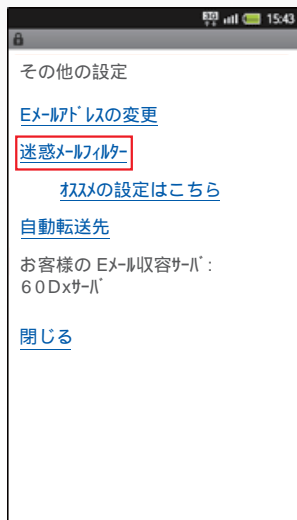 3G 15:43
その他の設定
Eメールアドレスの変更
迷惑メールフィルター
オススメの設定はこちら
自動転送先
お客様の Eメール収容サーバ:
60Dxサーバ
閉じる